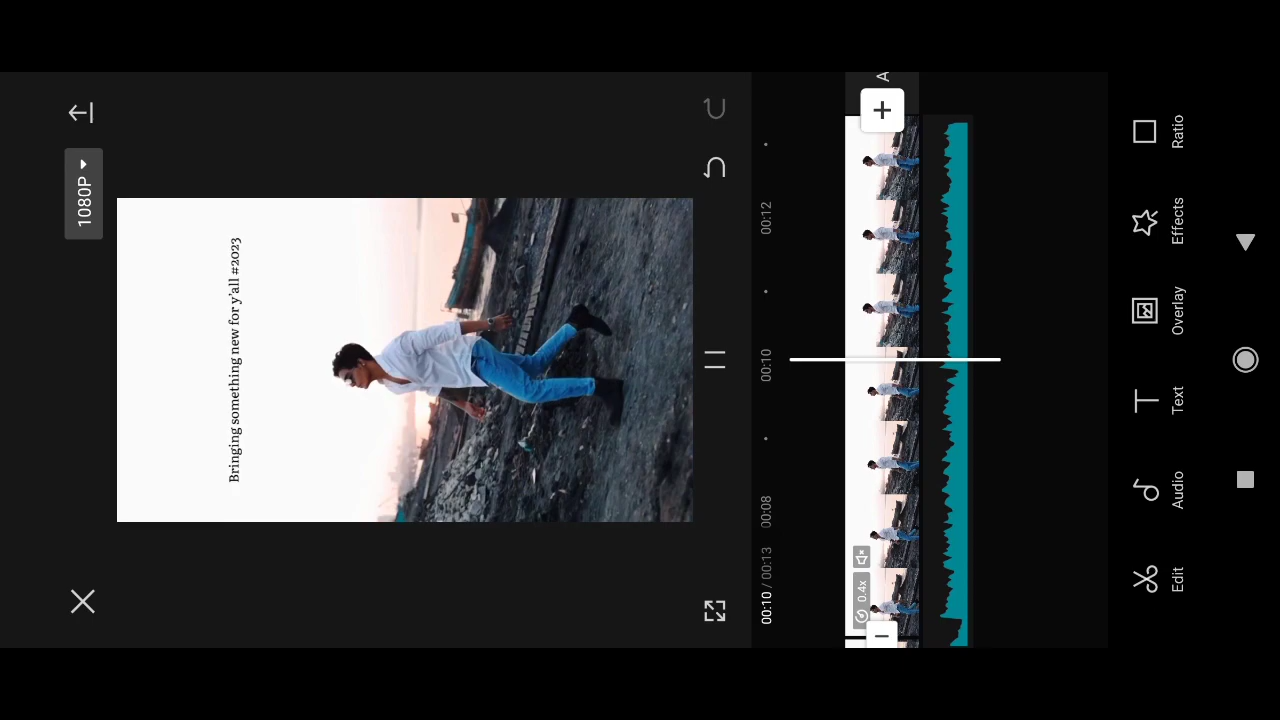 1080P
Bringing something new for y'all #2023
00:10 / 00:13
00:08
00:10
00:12
0.4x
A
Edit
Audio
Text
Overlay
Effects
Ratio